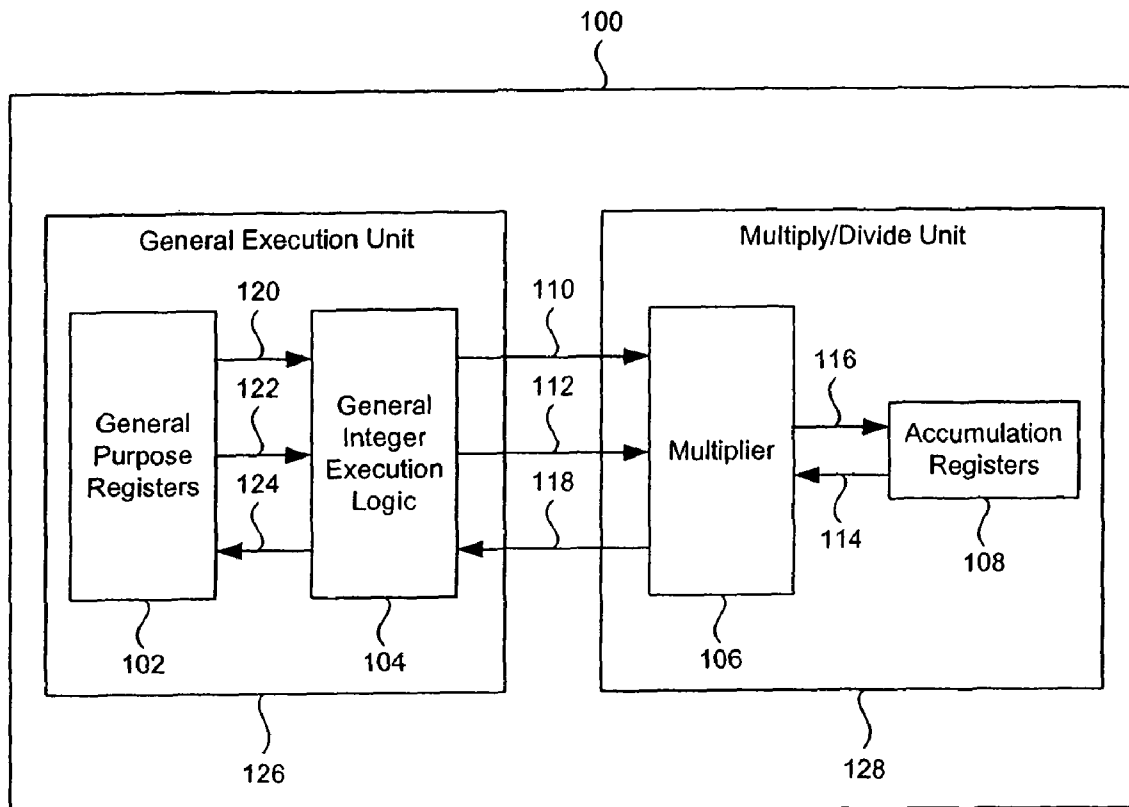 100
General Execution Unit
Multiply/Divide Unit
120
110
122
112
116
General
Purpose
Registers
General
Integer
Execution
Logic
Multiplier
Accumulation
Registers
124
118
114
108
102
104
106
126
128